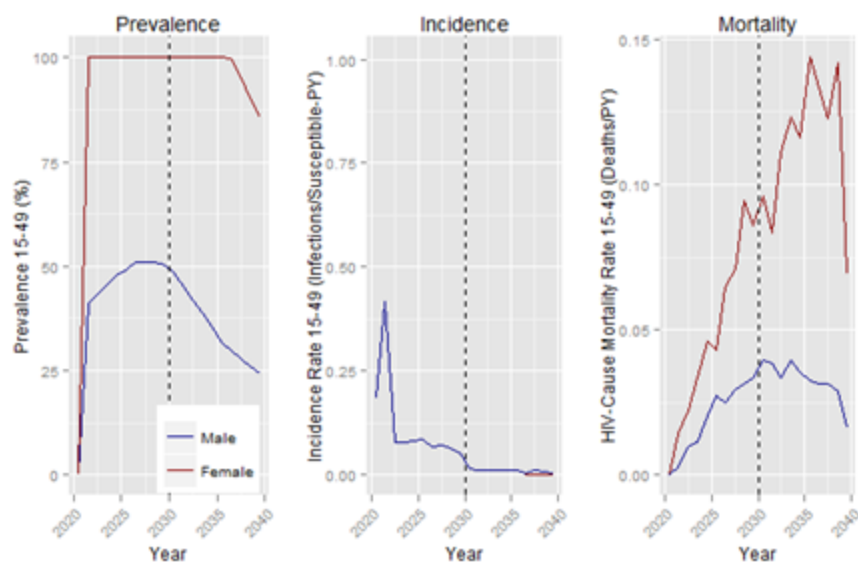 Prevalence
Prevalence 15-49 (%)
100
75
50
25
0
Male
Female
2020
2025
2030
2035
2040
Year
Incidence
Incidence Rate 15-49 (Infections/Susceptible-PY)
1.00
0.75
0.50
0.25
0.00
2020
2025
2030
2035
2040
Year
Mortality
HIV-Cause Mortality Rate 15-49 (Deaths/PY)
0.15
0.10
0.05
0.00
2020
2025
2030
2035
2040
Year